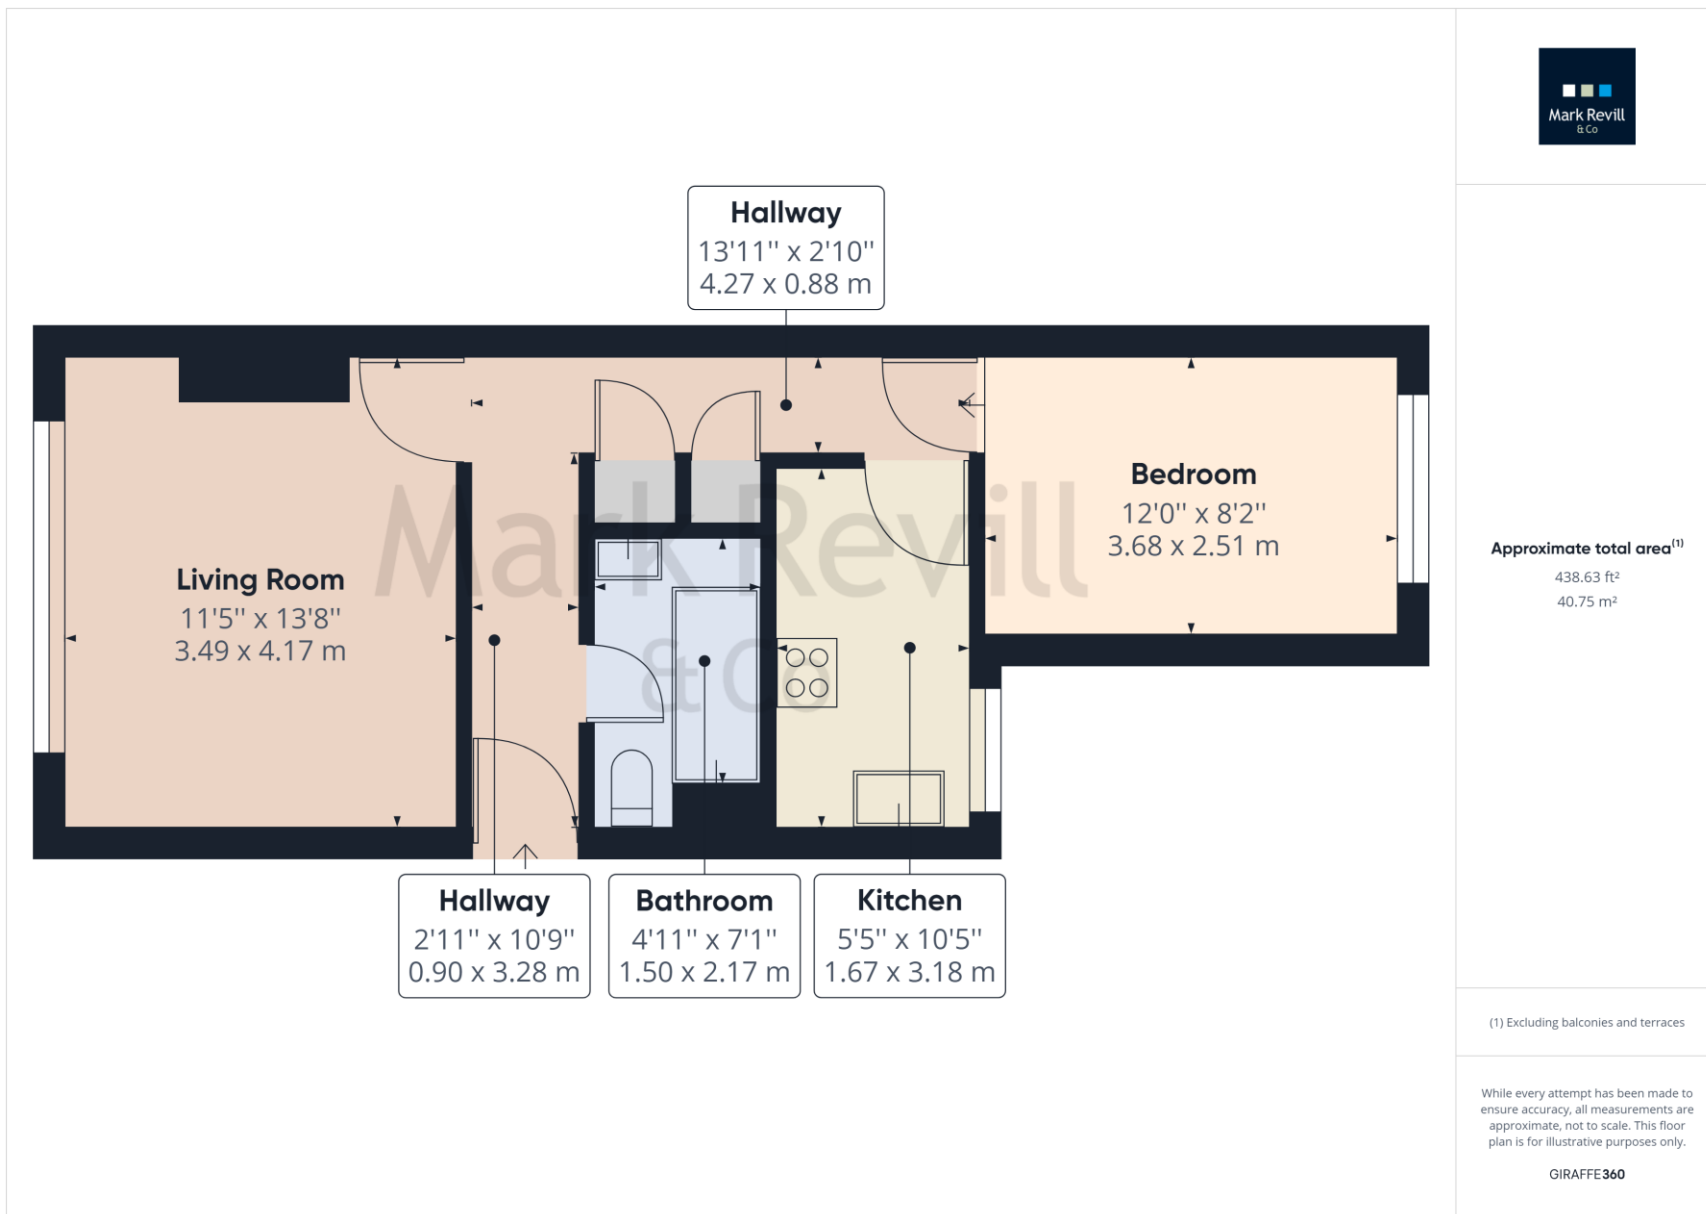 Mark Revill
& Co
Hallway
13'11'' x 2'10''
4.27 x 0.88 m
Bedroom
12'0'' x 8'2''
3.68 x 2.51 m
Living Room
11'5'' x 13'8''
3.49 x 4.17 m
Mark Revill
& Co
Hallway
2'11'' x 10'9''
0.90 x 3.28 m
Bathroom
4'11'' x 7'1''
1.50 x 2.17 m
Kitchen
5'5'' x 10'5''
1.67 x 3.18 m
Approximate total area(1)
438.63 ft²
40.75 m²
(1) Excluding balconies and terraces
While every attempt has been made to
ensure accuracy, all measurements are
approximate, not to scale. This floor
plan is for illustrative purposes only.
GIRAFFE360